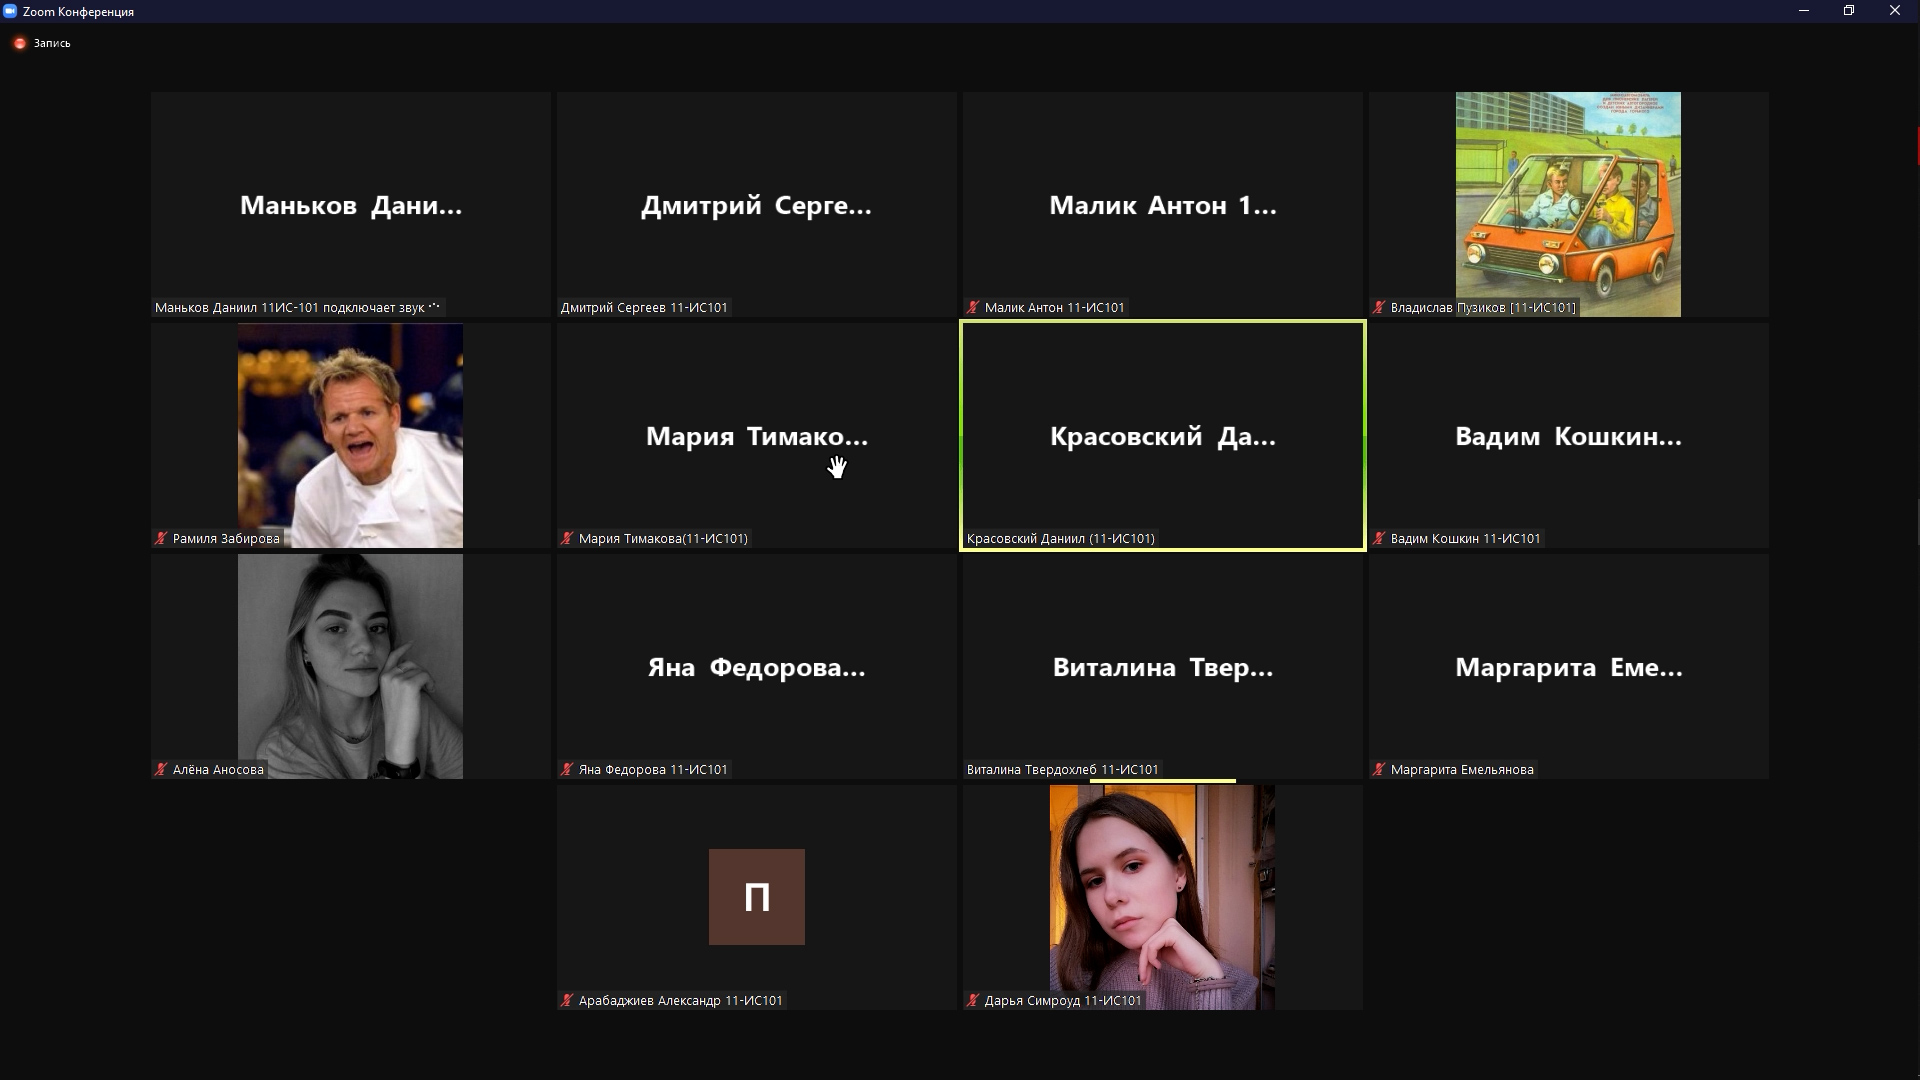 Zoom Конференция
Запись
Маньков Дани...
Дмитрий Серге...
Малик Антон 1...
Маньков Даниил 11ИС-101 подключает звук
Дмитрий Сергеев 11-ИС101
Малик Антон 11-ИС101
Владислав Пузиков [11-ИС101]
Мария Тимако...
Красовский Да...
Вадим Кошкин...
Рамиля Забирова
Мария Тимакова(11-ИС101)
Красовский Даниил (11-ИС101)
Вадим Кошкин 11-ИС101
Яна Федорова...
Виталина Твер...
Маргарита Еме...
Алёна Аносова
Яна Федорова 11-ИС101
Виталина Твердохлеб 11-ИС101
Маргарита Емельянова
П
Арабаджиев Александр 11-ИС101
Дарья Симроуд 11-ИС101